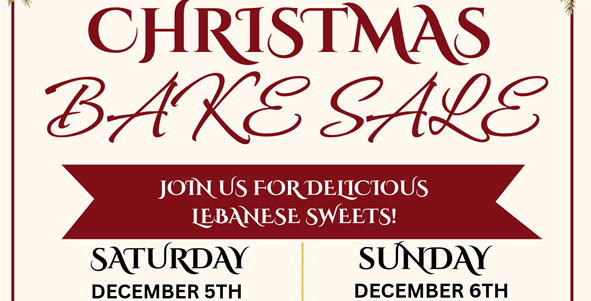 CHRISTMAS
BAKE SALE
JOIN US FOR DELICIOUS
LEBANESE SWEETS!
SATURDAY
DECEMBER 5TH
SUNDAY
DECEMBER 6TH